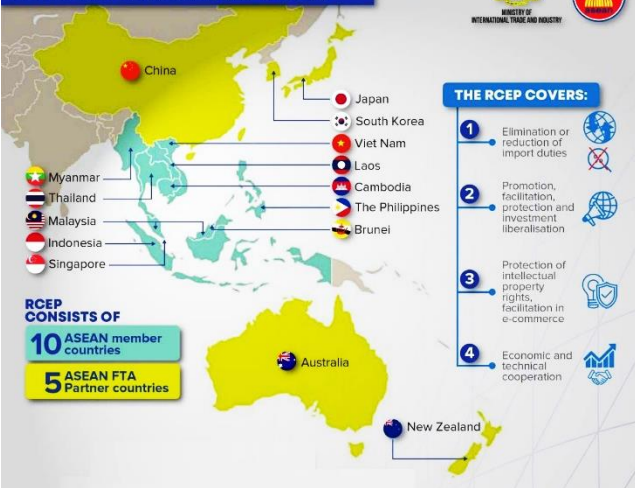 MINISTRY OF
INTERNATIONAL TRADE AND INDUSTRY
asean
China
Japan
South Korea
Viet Nam
Laos
Cambodia
The Philippines
Brunei
Myanmar
Thailand
Malaysia
Indonesia
Singapore
THE RCEP COVERS:
1
Elimination or
reduction of
import duties
2
Promotion,
facilitation,
protection and
investment
liberalisation
3
Protection of
intellectual
property
rights,
facilitation in
e-commerce
4
Economic and
technical
cooperation
RCEP
CONSISTS OF
10 ASEAN member
countries
5 ASEAN FTA
Partner countries
Australia
New Zealand